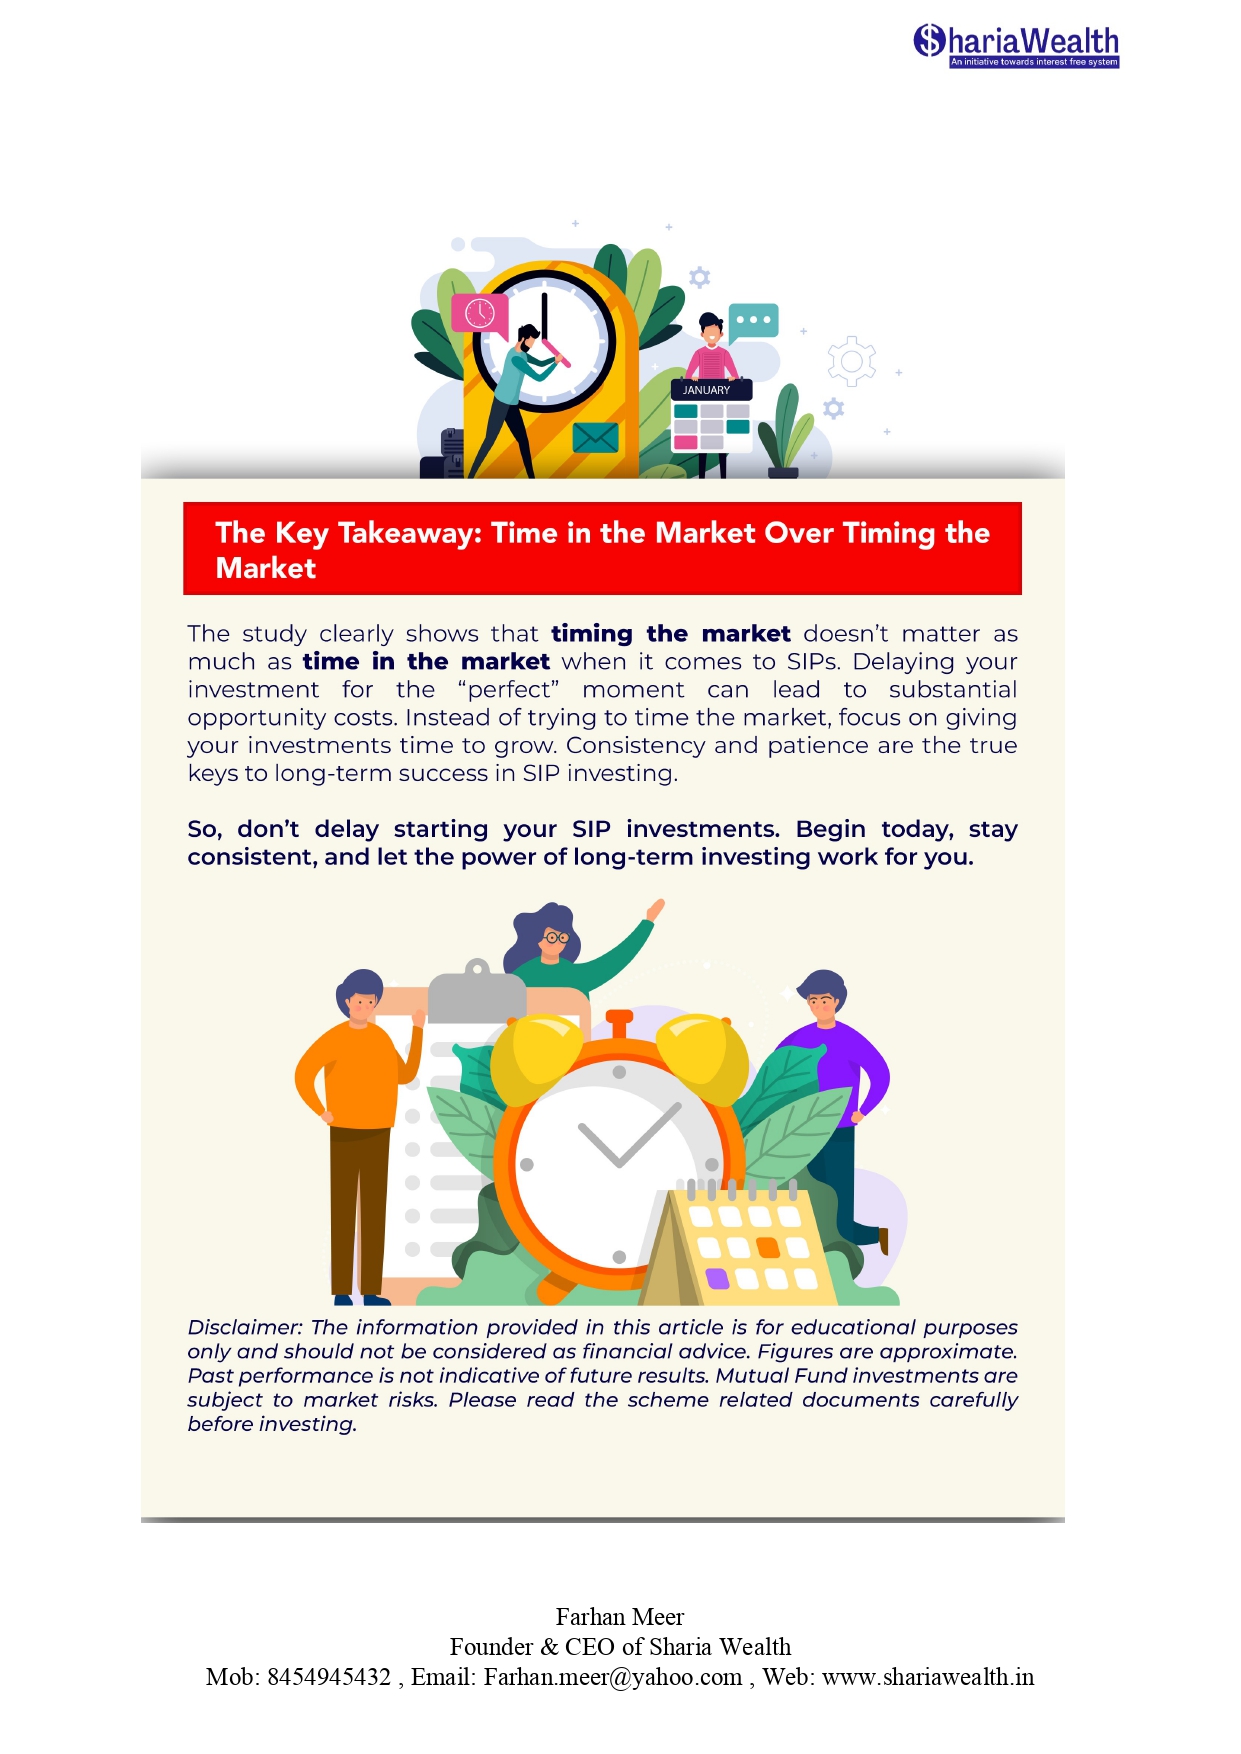 $hariaWealth
An initiative towards interest free system
JANUARY
The Key Takeaway: Time in the Market Over Timing the
Market
The study clearly shows that timing the market doesn’t matter as
much as time in the market when it comes to SIPs. Delaying your
investment for the “perfect” moment can lead to substantial
opportunity costs. Instead of trying to time the market, focus on giving
your investments time to grow. Consistency and patience are the true
keys to long-term success in SIP investing.
So, don’t delay starting your SIP investments. Begin today, stay
consistent, and let the power of long-term investing work for you.
Disclaimer: The information provided in this article is for educational purposes
only and should not be considered as financial advice. Figures are approximate.
Past performance is not indicative of future results. Mutual Fund investments are
subject to market risks. Please read the scheme related documents carefully
before investing.
Farhan Meer
Founder & CEO of Sharia Wealth
Mob: 8454945432 , Email: Farhan.meer@yahoo.com , Web: www.shariawealth.in